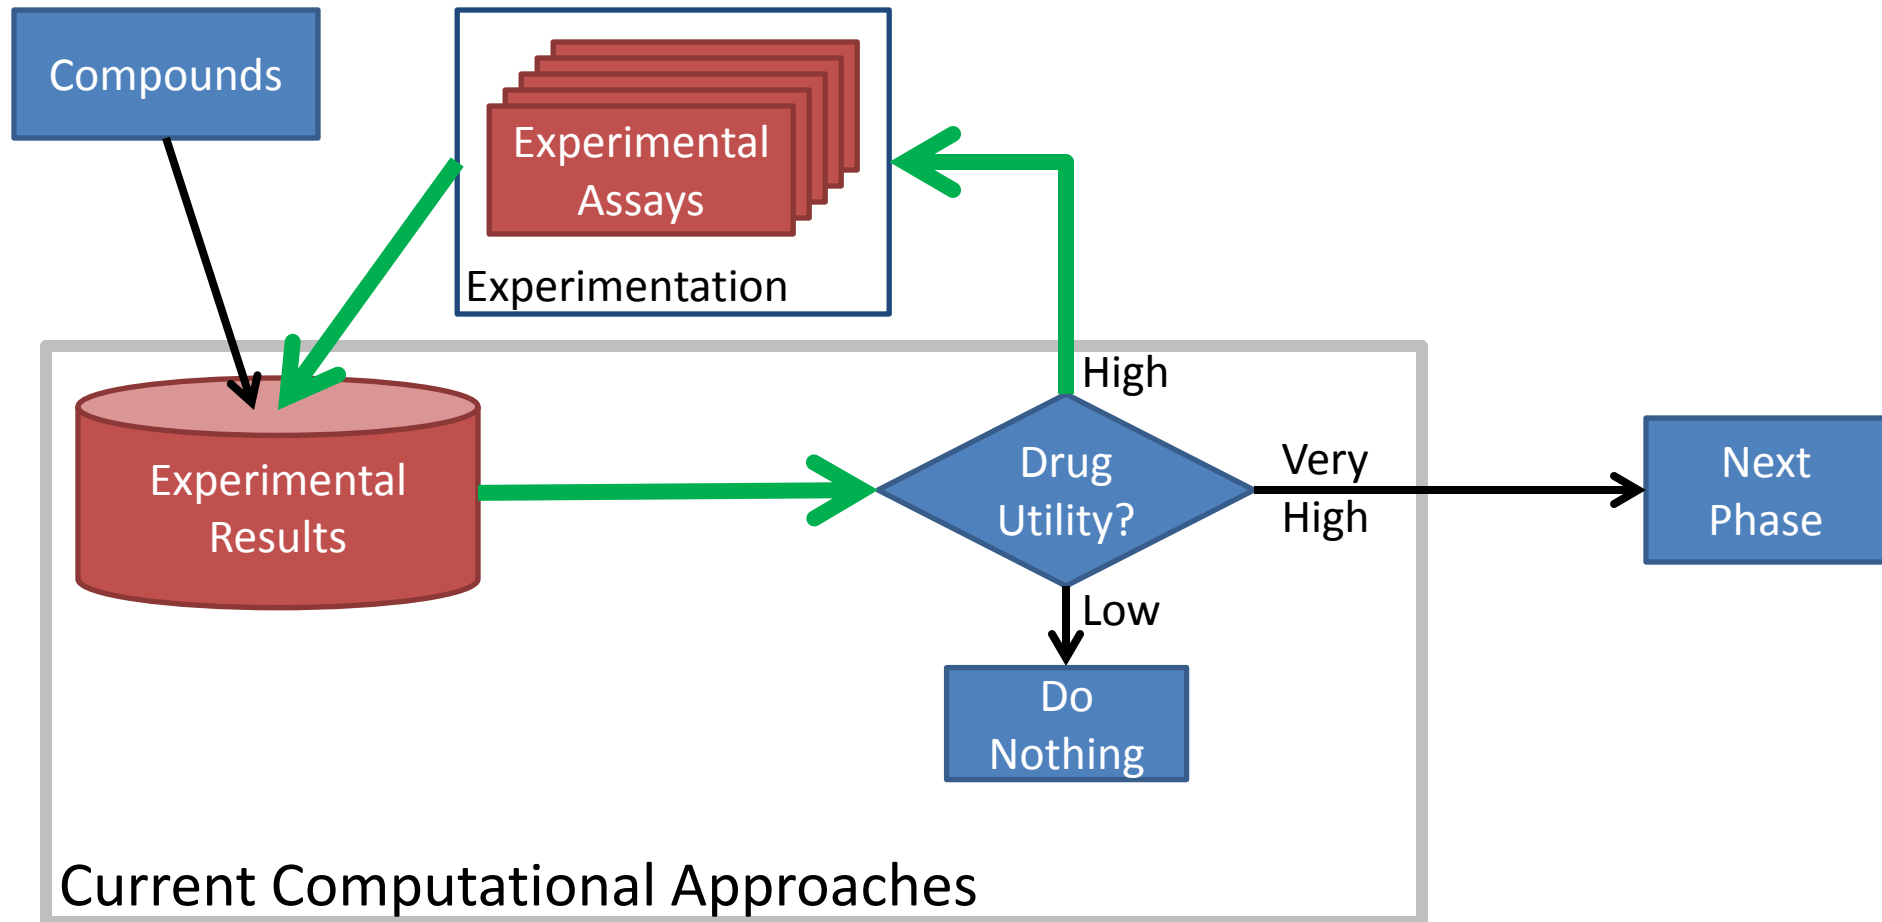 Compounds
Experimental
Assays
Experimentation
High
Experimental
Results
Drug
Utility?
Very
High
Next
Phase
Low
Do
Nothing
Current Computational Approaches